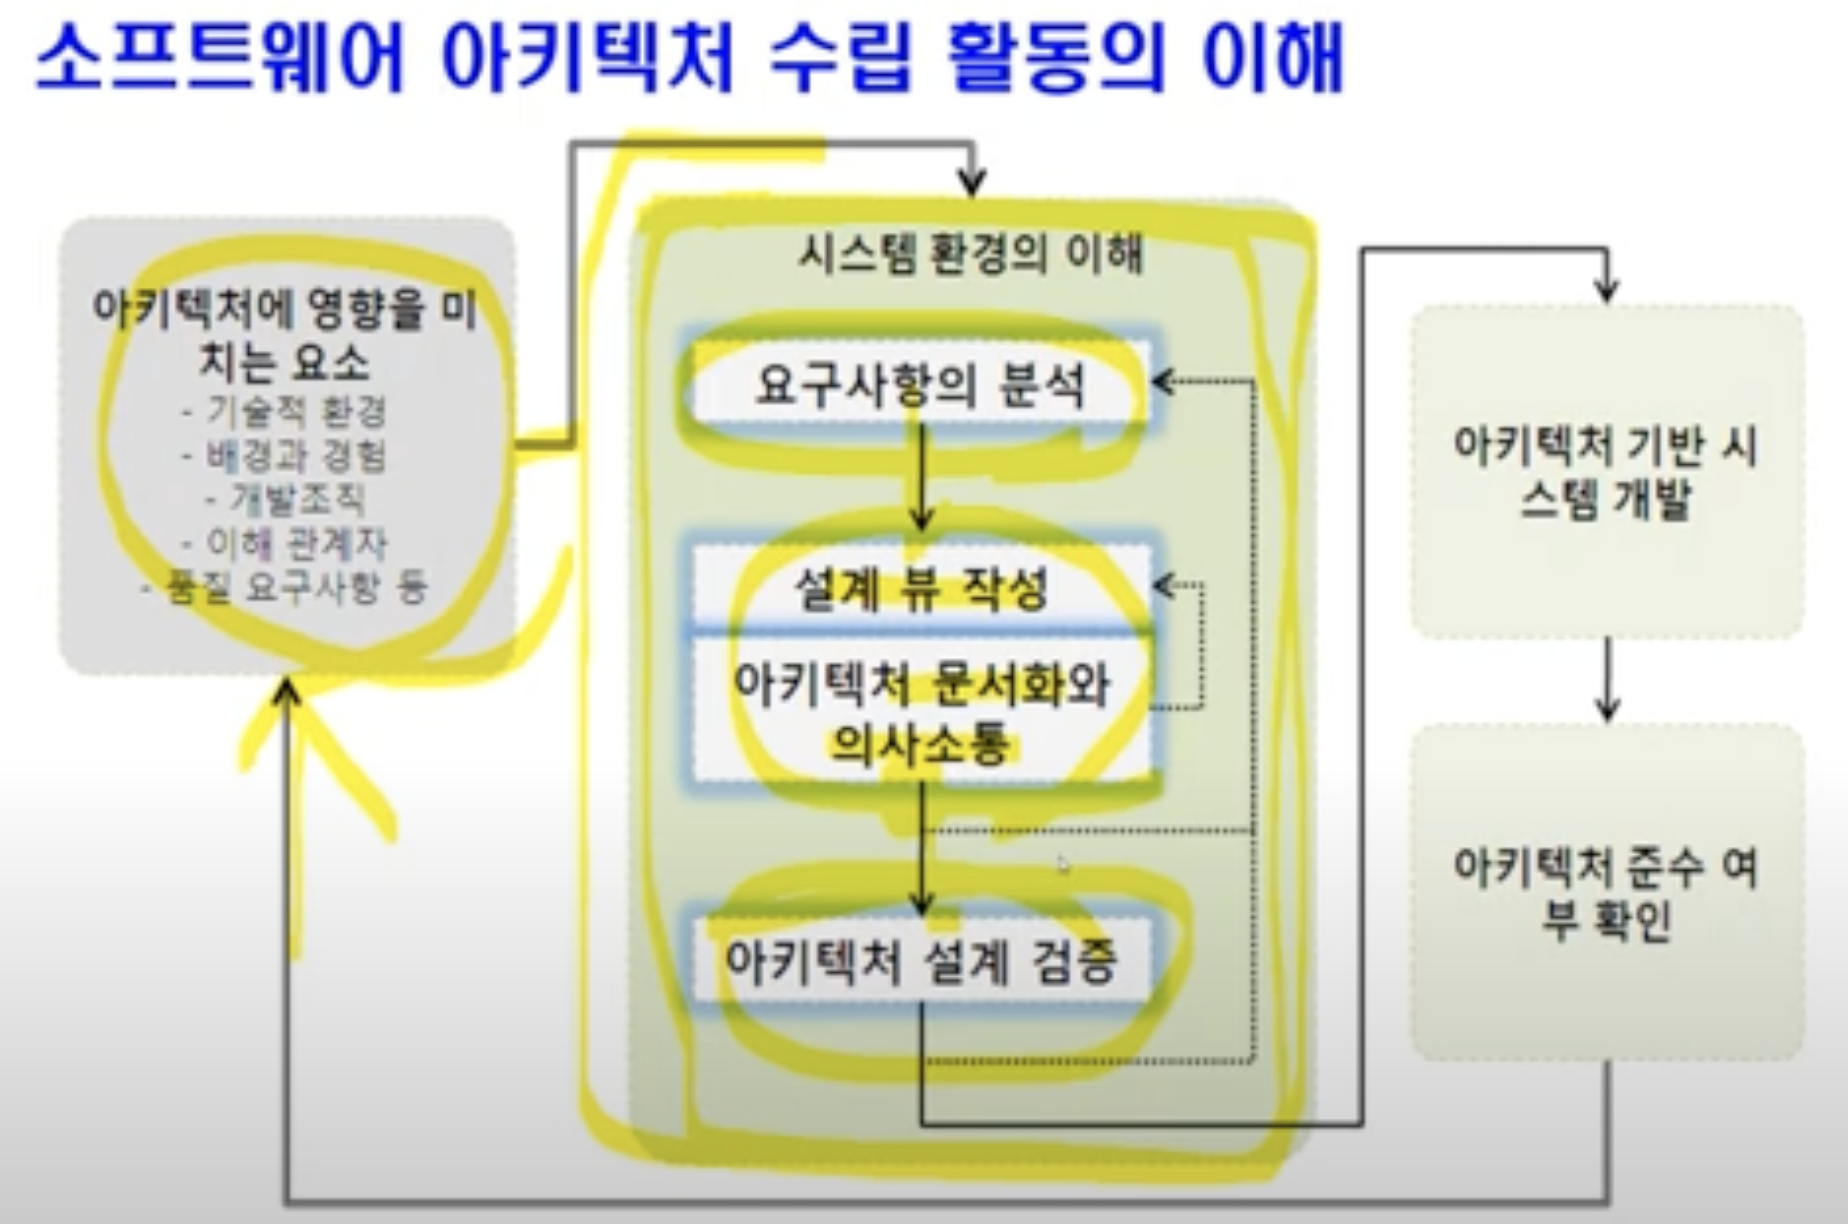 소프트웨어 아키텍처 수립 활동의 이해
아키텍처에 영향을 미
치는 요소
- 기술적 환경
- 배경과 경험
- 개발조직
- 이해 관계자
- 품질 요구사항 등
시스템 환경의 이해
요구사항의 분석
설계 뷰 작성
아키텍처 문서화와
의사소통
아키텍처 설계 검증
아키텍처 기반 시
스템 개발
아키텍처 준수 여
부 확인